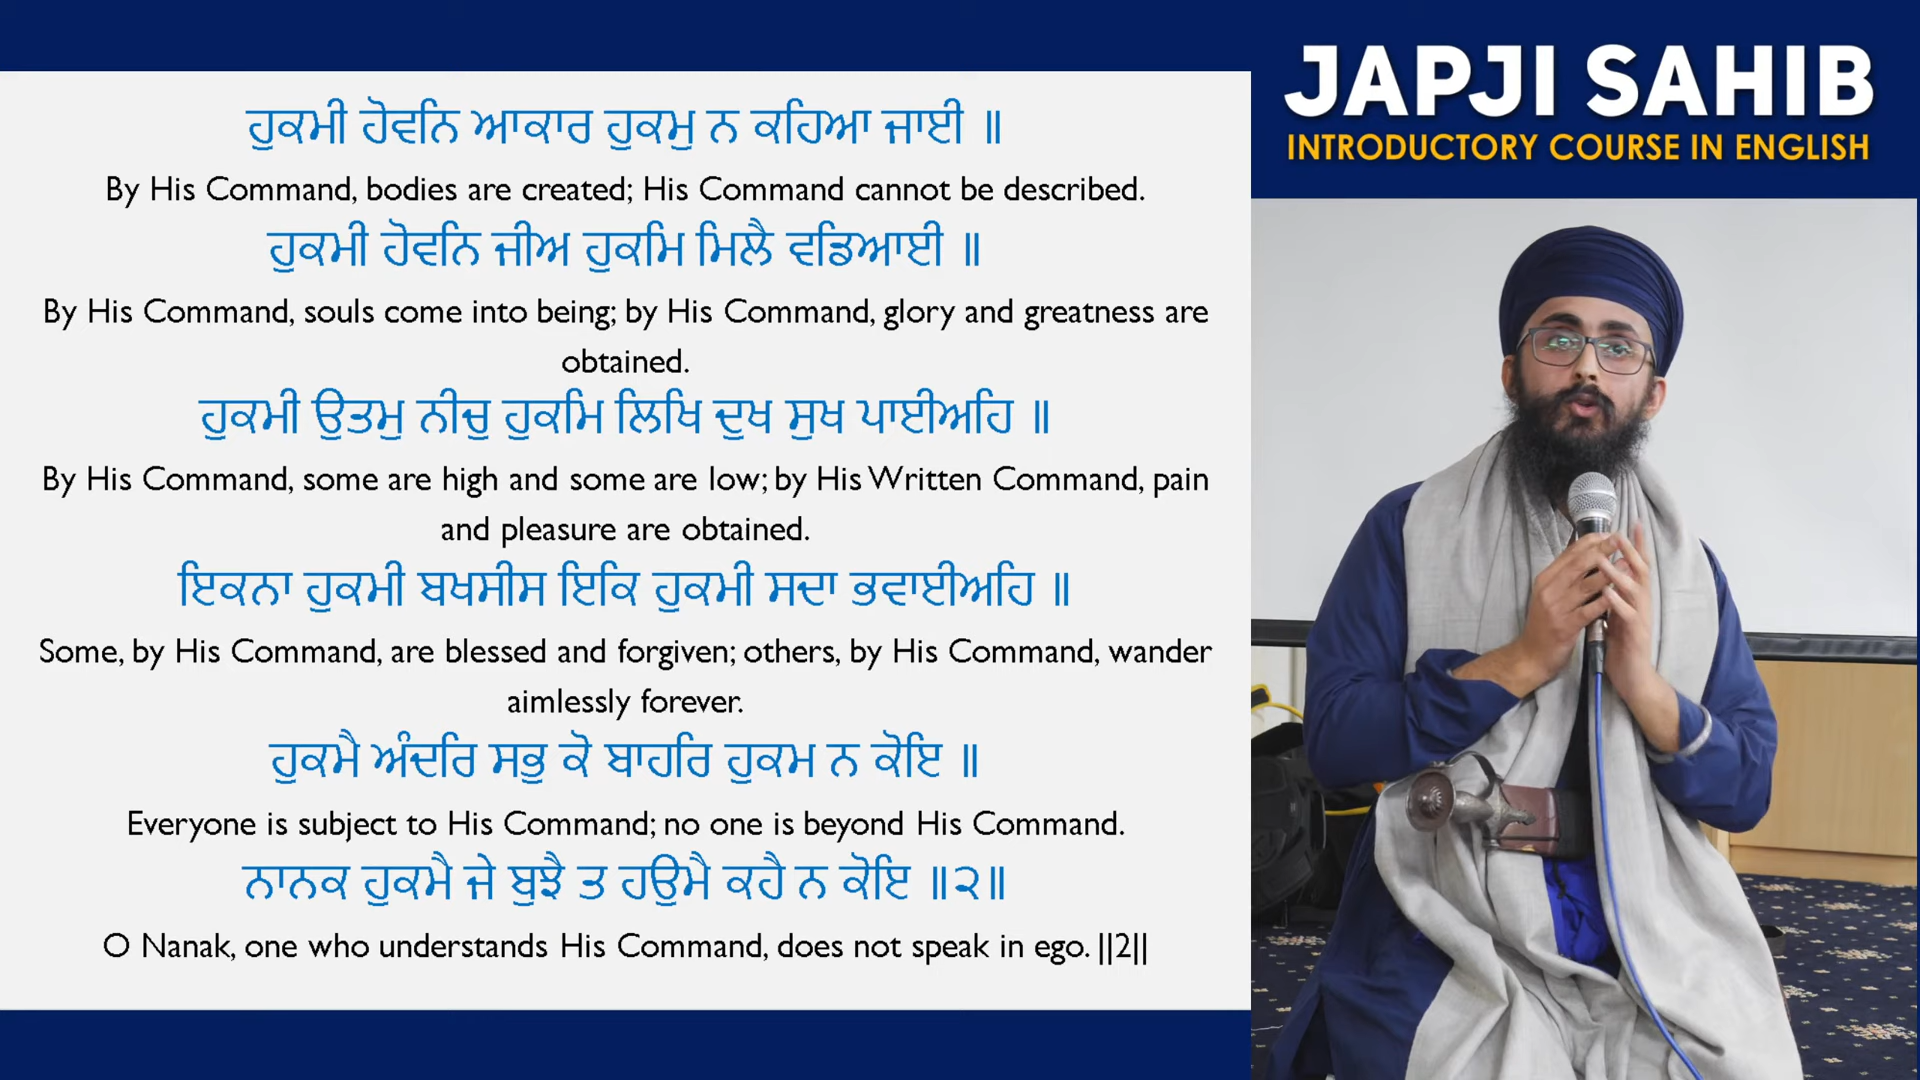 ਹੁਕਮੀ ਹੋਵਨਿ ਆਕਾਰ ਹੁਕਮੁ ਨ ਕਹਿਆ ਜਾਈ ॥
By His Command, bodies are created; His Command cannot be described.
ਹੁਕਮੀ ਹੋਵਨਿ ਜੀਅ ਹੁਕਮਿ ਮਿਲੈ ਵਡਿਆਈ ॥
By His Command, souls come into being; by His Command, glory and greatness are
obtained.
ਹੁਕਮੀ ਉਤਮੁ ਨੀਚੁ ਹੁਕਮਿ ਲਿਖਿ ਦੁਖ ਸੁਖ ਪਾਈਅਹਿ ॥
By His Command, some are high and some are low; by His Written Command, pain
and pleasure are obtained.
ਇਕਨਾ ਹੁਕਮੀ ਬਖਸੀਸ ਇਕਿ ਹੁਕਮੀ ਸਦਾ ਭਵਾਈਅਹਿ ॥
Some, by His Command, are blessed and forgiven; others, by His Command, wander
aimlessly forever.
ਹੁਕਮੈ ਅੰਦਰਿ ਸਭੁ ਕੋ ਬਾਹਰਿ ਹੁਕਮ ਨ ਕੋਇ ॥
Everyone is subject to His Command; no one is beyond His Command.
ਨਾਨਕ ਹੁਕਮੈ ਜੇ ਬੁਝੈ ਤ ਹਉਮੈ ਕਹੈ ਨ ਕੋਇ ॥੨॥
O Nanak, one who understands His Command, does not speak in ego. ||2||
JAPJI SAHIB
INTRODUCTORY COURSE IN ENGLISH